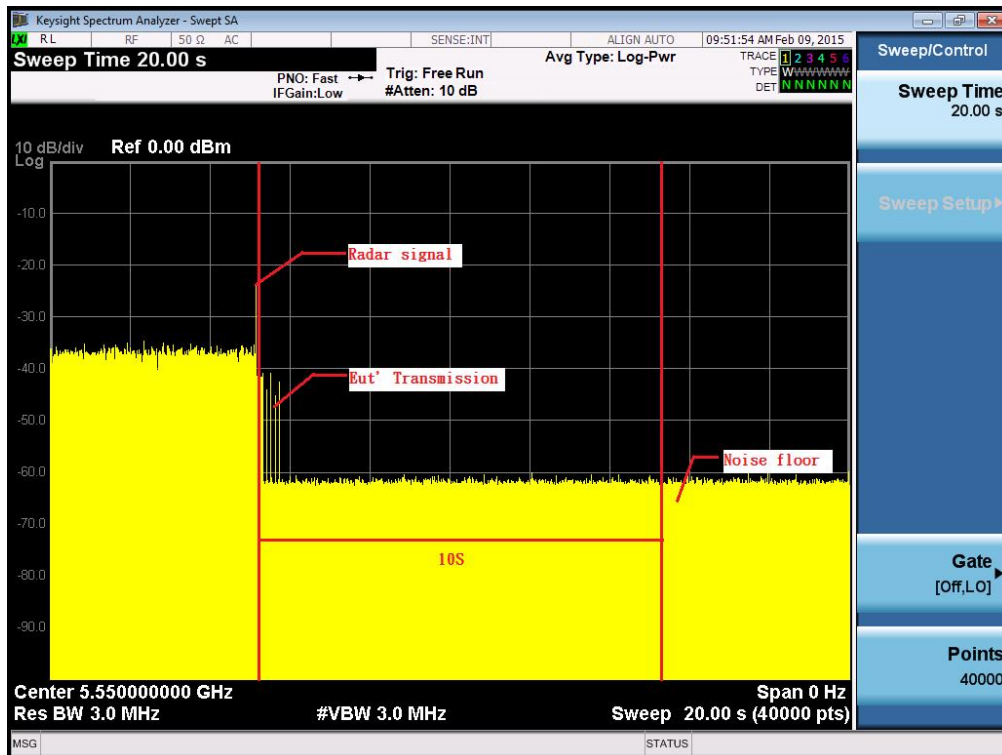 Keysight Spectrum Analyzer - Swept SA
LXI RL RF 50 Ω AC SENSE:INT ALIGN AUTO 09:51:54 AM Feb 09, 2015
Sweep Time 20.00 s
PNO: Fast
IFGain:Low
Trig: Free Run
#Atten: 10 dB
Avg Type: Log-Pwr
TRACE 1 2 3 4 5 6
TYPE W
DET N N N N N N
10 dB/div
Log
Ref 0.00 dBm
-10.0
-20.0
-30.0
-40.0
-50.0
-60.0
-70.0
-80.0
-90.0
Radar signal
Eut' Transmission
Noise floor
10S
Center 5.550000000 GHz
Span 0 Hz
Res BW 3.0 MHz
#VBW 3.0 MHz
Sweep 20.00 s (40000 pts)
MSG
STATUS
Sweep/Control
Sweep Time
20.00 s
Sweep Setup
Gate
[Off,LO]
Points
40000